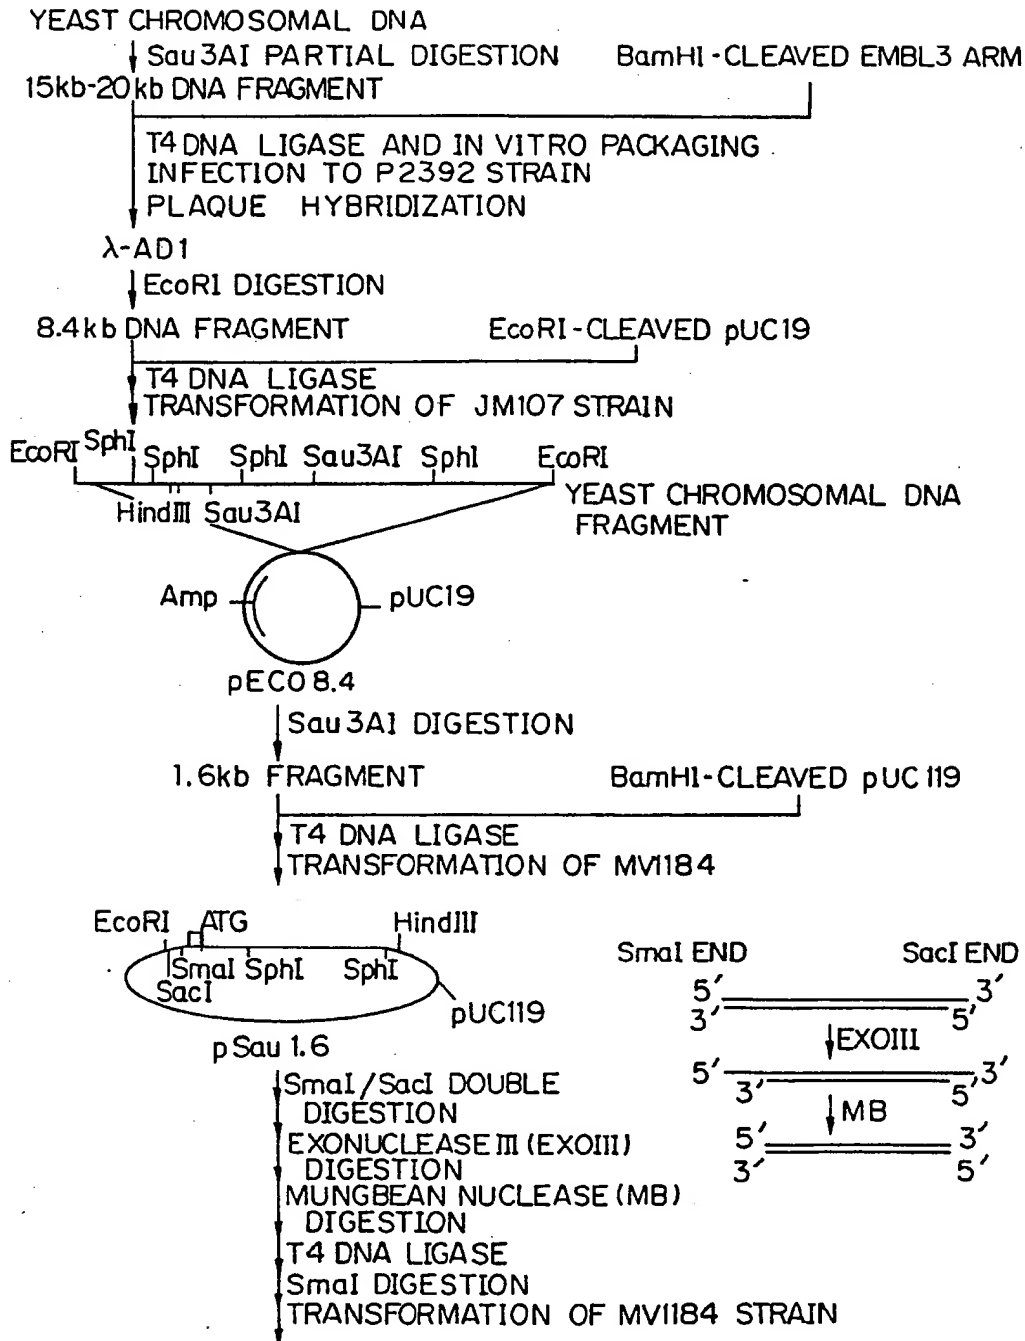 YEAST CHROMOSOMAL DNA
Sau3AI PARTIAL DIGESTION
BamHI-CLEAVED EMBL3 ARM
15kb-20kb DNA FRAGMENT
T4 DNA LIGASE AND IN VITRO PACKAGING
INFECTION TO P2392 STRAIN
PLAQUE HYBRIDIZATION
λ-AD1
EcoRI DIGESTION
8.4kb DNA FRAGMENT
EcoRI-CLEAVED pUC19
T4 DNA LIGASE
TRANSFORMATION OF JM107 STRAIN
EcoRI SphI SphI SphI Sau3AI SphI EcoRI
HindIII Sau3AI
YEAST CHROMOSOMAL DNA
FRAGMENT
Amp
pUC19
pECO8.4
Sau3AI DIGESTION
1.6kb FRAGMENT
BamHI-CLEAVED pUC119
T4 DNA LIGASE
TRANSFORMATION OF MV1184
EcoRI ATG HindIII
SmaI SphI SphI
SacI
pUC119
pSau1.6
SmaI END SacI END
5' 3'
3' 5'
EXOIII
5' 3'
3' 5'
MB
5' 3'
3' 5'
SmaI/SacI DOUBLE
DIGESTION
EXONUCLEASE III (EXOIII)
DIGESTION
MUNGBEAN NUCLEASE (MB)
DIGESTION
T4 DNA LIGASE
SmaI DIGESTION
TRANSFORMATION OF MV1184 STRAIN